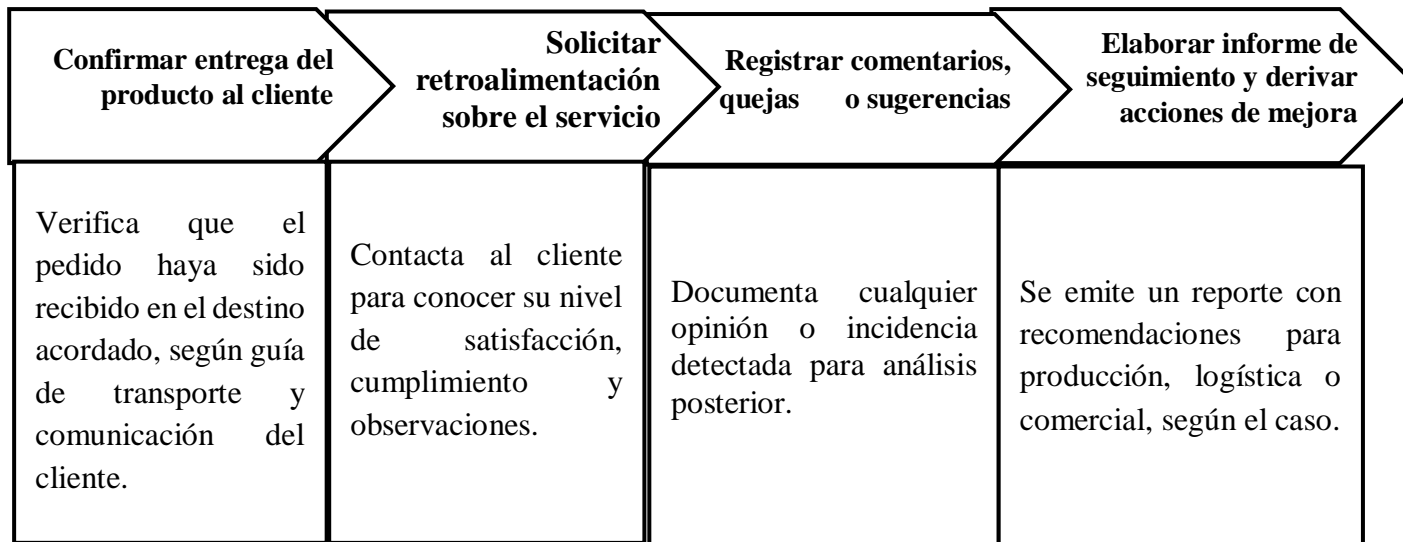 Confirmar entrega del
producto al cliente
Solicitar
retroalimentación
sobre el servicio
Registrar comentarios,
quejas o sugerencias
Elaborar informe de
seguimiento y derivar
acciones de mejora
Verifica que el
pedido haya sido
recibido en el destino
acordado, según guía
de transporte y
comunicación del
cliente.
Contacta al cliente
para conocer su nivel
de satisfacción,
cumplimiento y
observaciones.
Documenta cualquier
opinión o incidencia
detectada para análisis
posterior.
Se emite un reporte con
recomendaciones para
producción, logística o
comercial, según el caso.